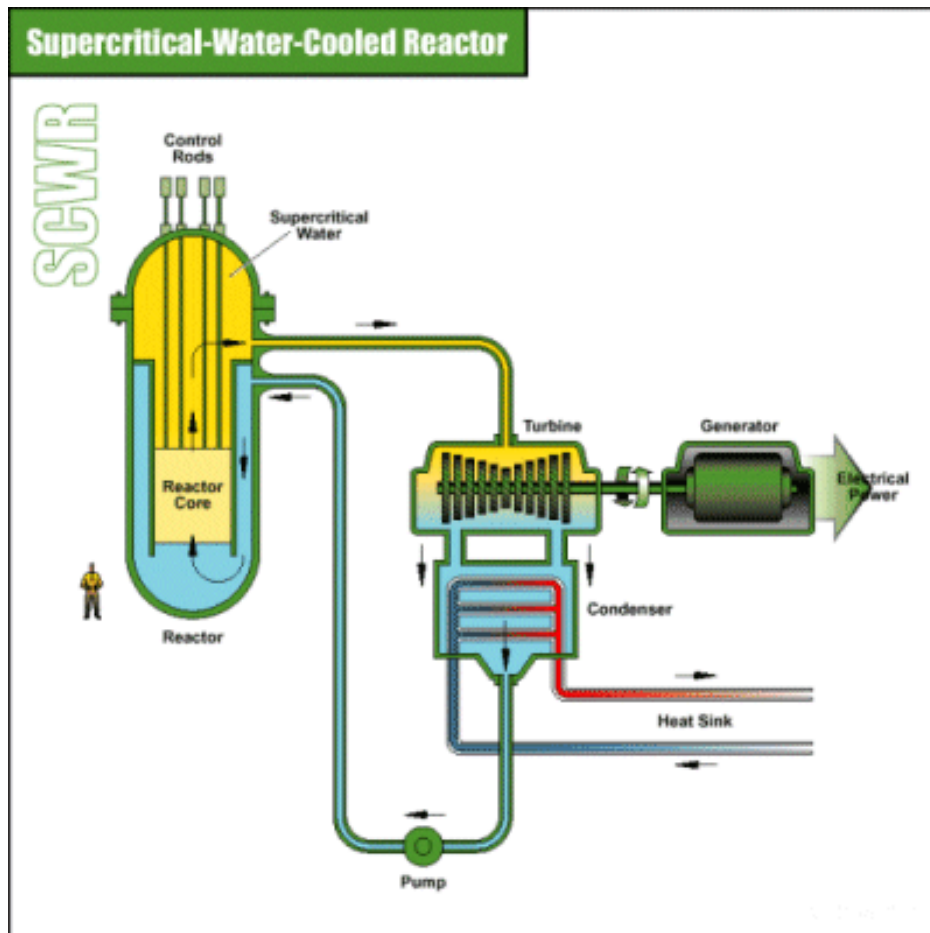 Supercritical-Water-Cooled Reactor
SCWR
Control
Rods
Supercritical
Water
Turbine
Generator
Electrical
Power
Reactor
Core
Condenser
Reactor
Heat Sink
Pump